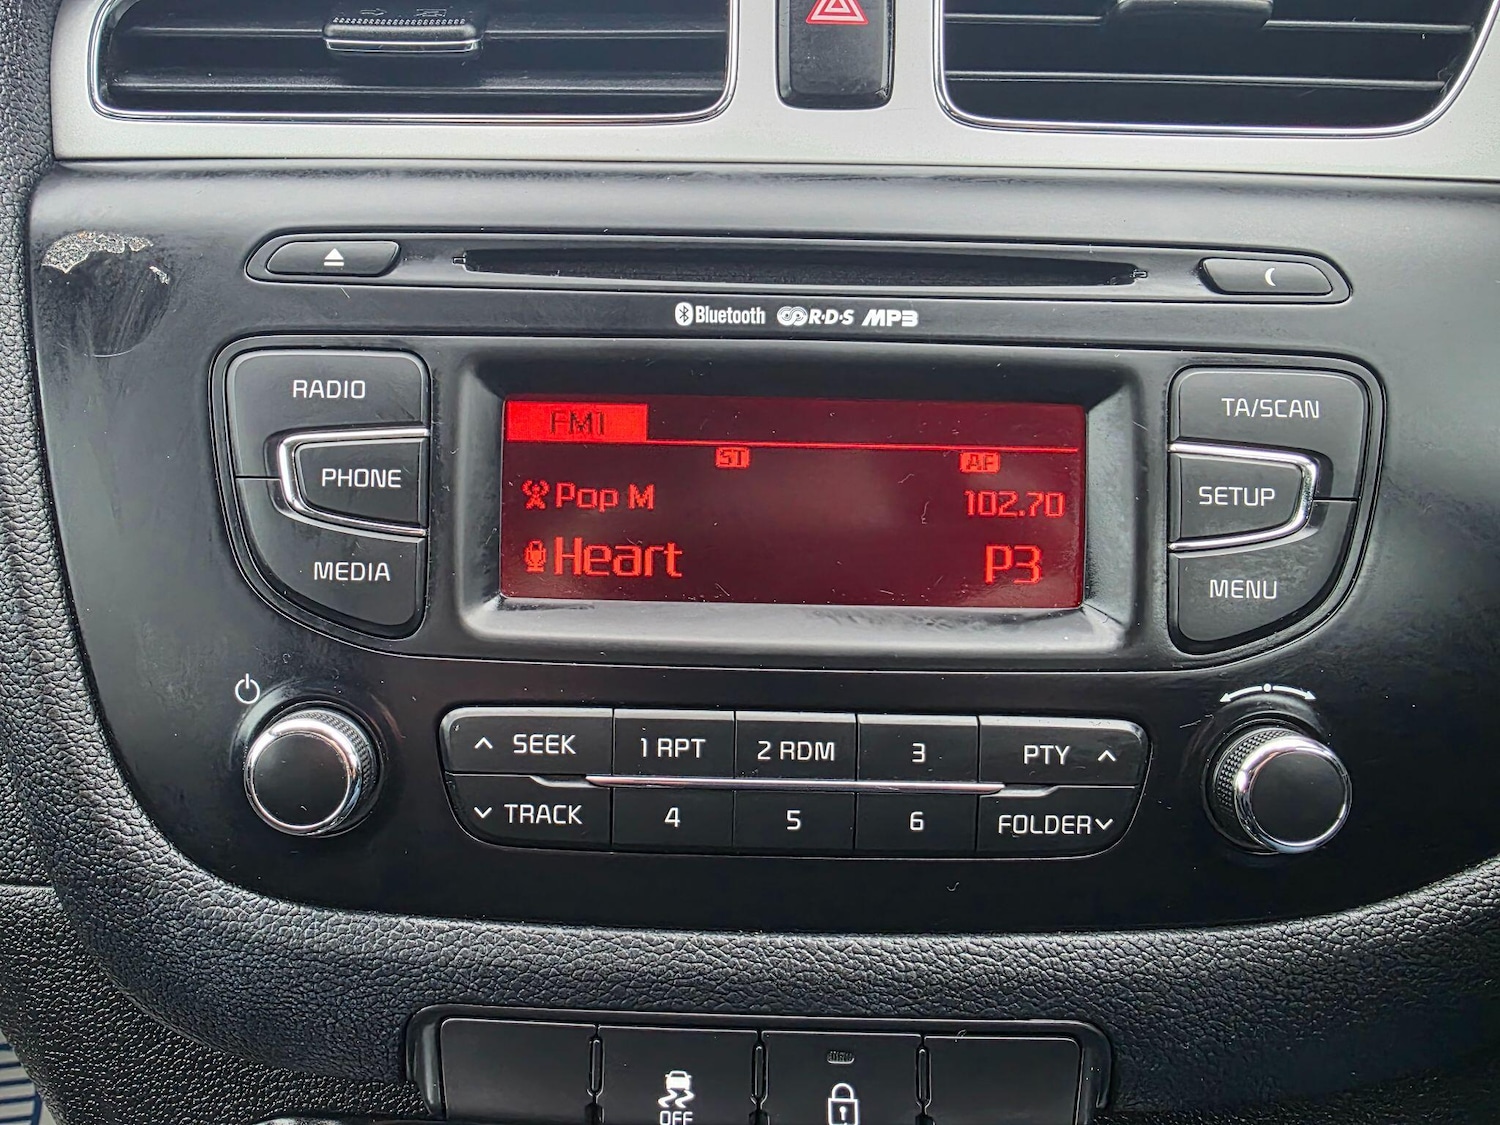 Bluetooth R·D·S MP3
RADIO
PHONE
MEDIA
FM1
ST AF
Pop M 102.70
Heart P3
TA/SCAN
SETUP
MENU
SEEK 1 RPT 2 RDM 3 PTY
TRACK 4 5 6 FOLDER
OFF